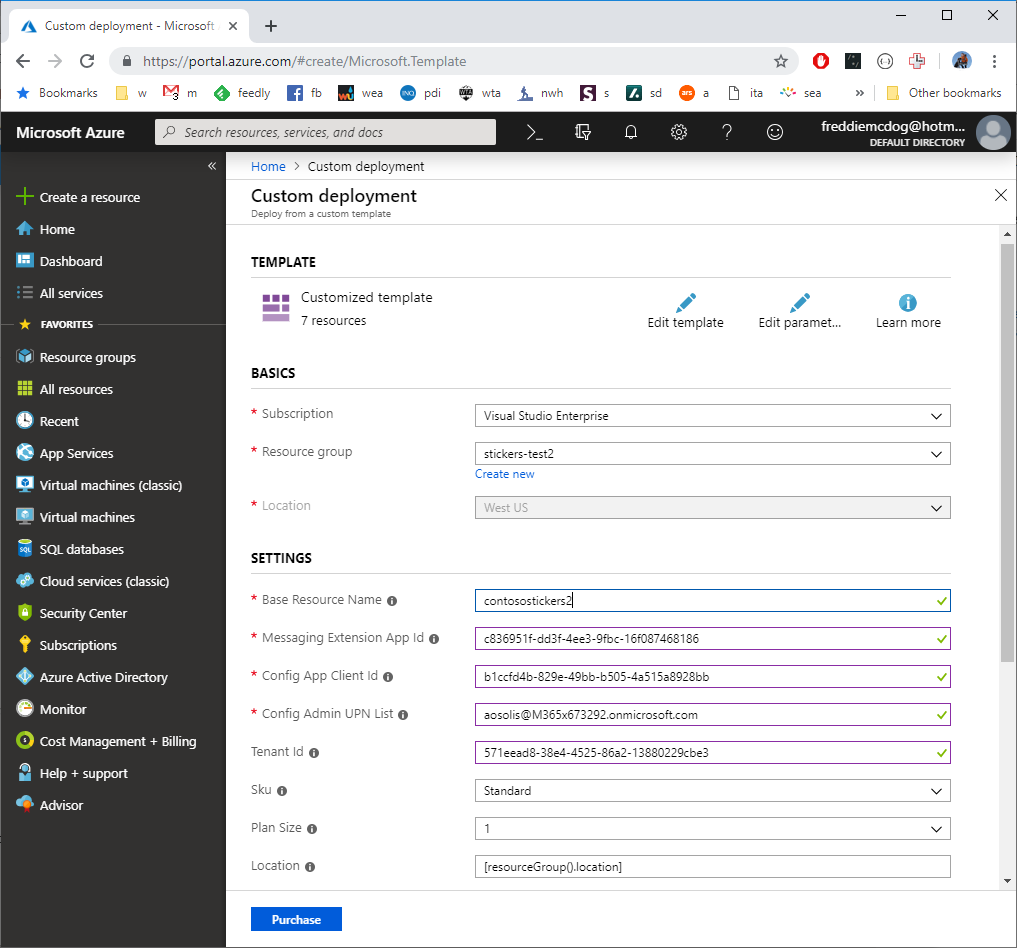 Custom deployment - Microsoft
https://portal.azure.com/#create/Microsoft.Template
Bookmarks w m feedly fb wea pdi wta nwh s sd a ita sea » Other bookmarks
Microsoft Azure Search resources, services, and docs freddiemcdog@hotm...
DEFAULT DIRECTORY
«
Create a resource
Home
Dashboard
All services
FAVORITES
Resource groups
All resources
Recent
App Services
Virtual machines (classic)
Virtual machines
SQL databases
Cloud services (classic)
Security Center
Subscriptions
Azure Active Directory
Monitor
Cost Management + Billing
Help + support
Advisor
Home > Custom deployment
Custom deployment
Deploy from a custom template
TEMPLATE
Customized template
7 resources
Edit template Edit paramet... Learn more
BASICS
* Subscription Visual Studio Enterprise
* Resource group stickers-test2
Create new
* Location West US
SETTINGS
* Base Resource Name contosostickers2
* Messaging Extension App Id c836951f-dd3f-4ee3-9fbc-16f087468186
* Config App Client Id b1ccfd4b-829e-49bb-b505-4a515a8928bb
* Config Admin UPN List aosolis@M365x673292.onmicrosoft.com
Tenant Id 571eead8-38e4-4525-86a2-13880229cbe3
Sku Standard
Plan Size 1
Location [resourceGroup().location]
Purchase